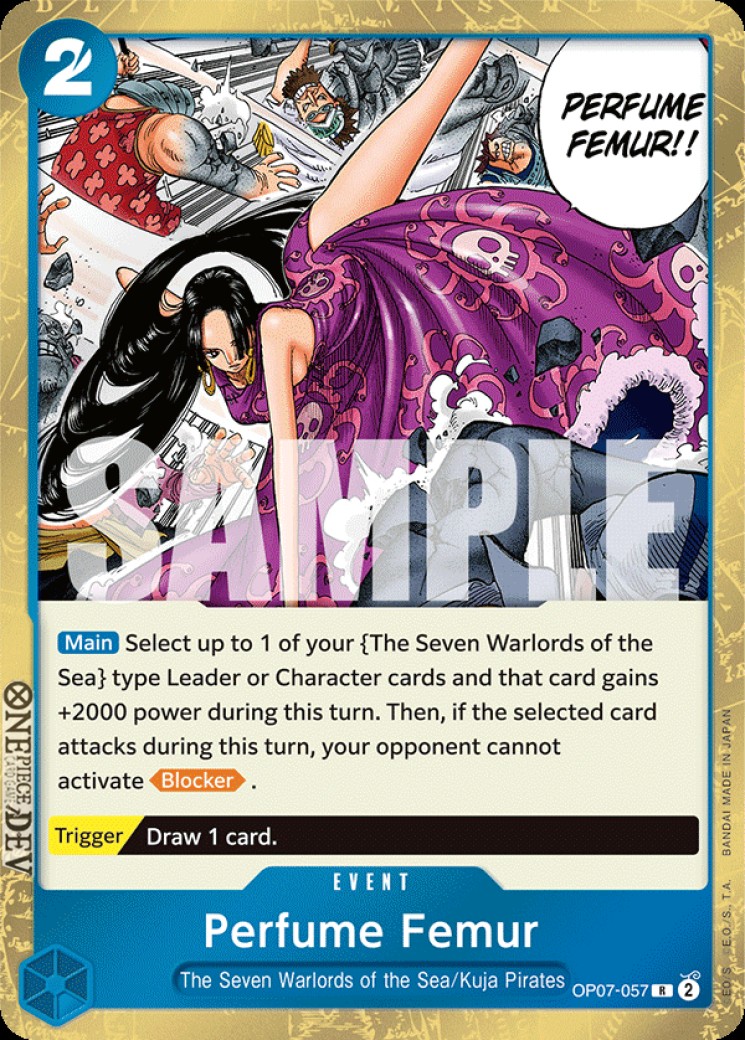 DELISTMEDELISTME
2
PERFUME
FEMUR!!
SAMPLE
Main Select up to 1 of your {The Seven Warlords of the
Sea} type Leader or Character cards and that card gains
+2000 power during this turn. Then, if the selected card
attacks during this turn, your opponent cannot
activate Blocker .
Trigger Draw 1 card.
EVENT
Perfume Femur
The Seven Warlords of the Sea/Kuja Pirates
OP07-057 R 2
ONE PIECE
CARD GAME /DEV
©E.O./S., T.A. BANDAI MADE IN JAPAN